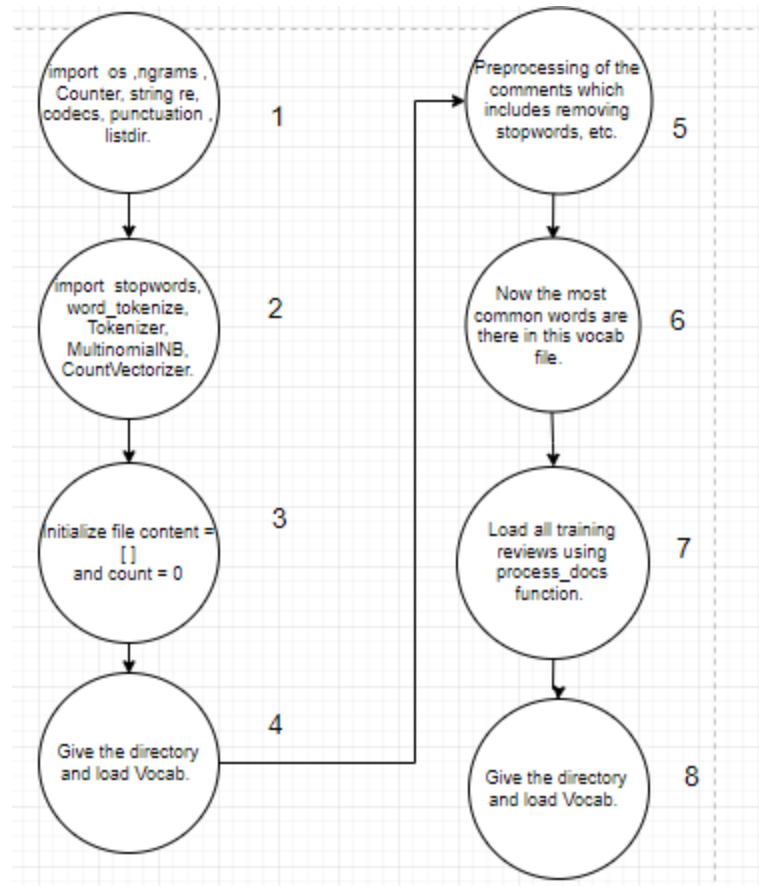 import os ,ngrams ,
Counter, string re,
codecs, punctuation ,
listdir.
1
import stopwords,
word_tokenize,
Tokenizer,
MultinomialNB,
CountVectorizer.
2
Initialize file content =
[ ]
and count = 0
3
Give the directory
and load Vocab.
4
Preprocessing of the
comments which
includes removing
stopwords, etc.
5
Now the most
common words are
there in this vocab
file.
6
Load all training
reviews using
process_docs
function.
7
Give the directory
and load Vocab.
8